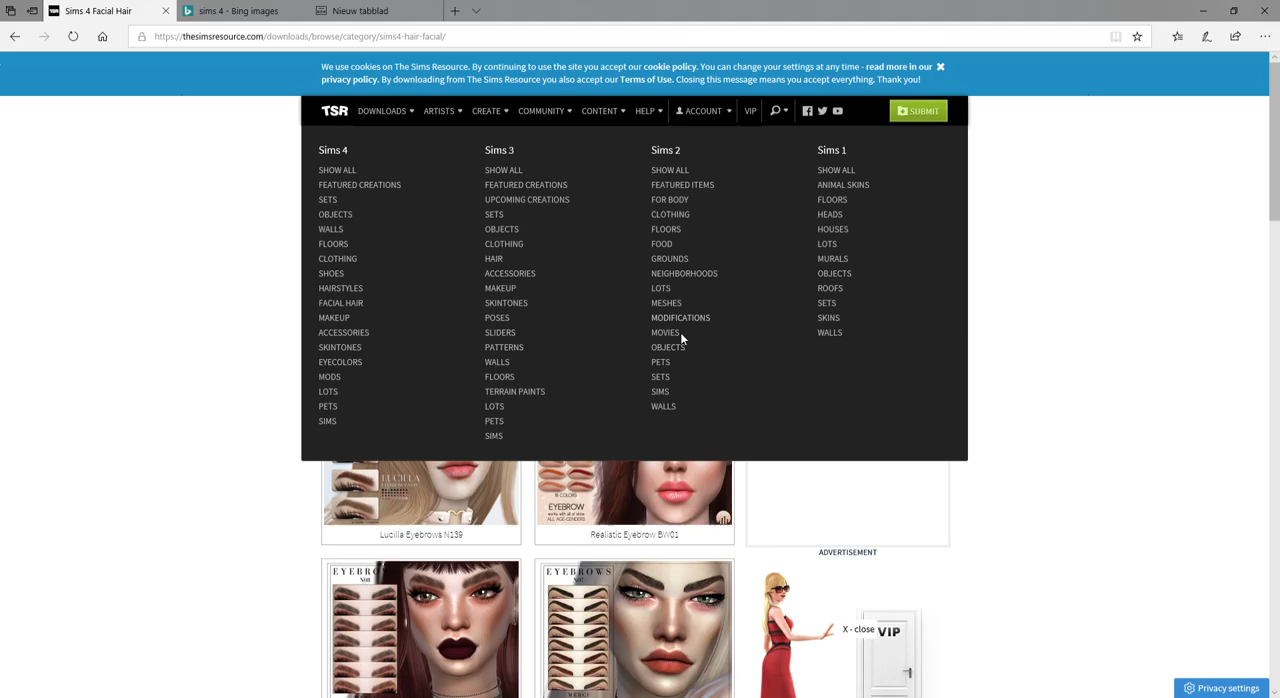 Sims 4 Facial Hair
sims 4 - Bing images
Nieuw tabblad
https://thesimsresource.com/downloads/browse/category/sims4-hair-facial/
We use cookies on The Sims Resource. By continuing to use the site you accept our cookie policy. You can change your settings at any time - read more in our
privacy policy. By downloading from The Sims Resource you also accept our Terms of Use. Closing this message means you accept everything. Thank you!
TSR DOWNLOADS ARTISTS CREATE COMMUNITY CONTENT HELP ACCOUNT VIP SUBMIT
Sims 4
SHOW ALL
FEATURED CREATIONS
SETS
OBJECTS
WALLS
FLOORS
CLOTHING
SHOES
HAIRSTYLES
FACIAL HAIR
MAKEUP
ACCESSORIES
SKINTONES
EYECOLORS
MODS
LOTS
PETS
SIMS
Sims 3
SHOW ALL
FEATURED CREATIONS
UPCOMING CREATIONS
SETS
OBJECTS
CLOTHING
HAIR
ACCESSORIES
MAKEUP
SKINTONES
POSES
SLIDERS
PATTERNS
WALLS
FLOORS
TERRAIN PAINTS
LOTS
PETS
SIMS
Sims 2
SHOW ALL
FEATURED ITEMS
FOR BODY
CLOTHING
FLOORS
FOOD
GROUNDS
NEIGHBORHOODS
LOTS
MESHES
MODIFICATIONS
MOVIES
OBJECTS
PETS
SETS
SIMS
WALLS
Sims 1
SHOW ALL
ANIMAL SKINS
FLOORS
HEADS
HOUSES
LOTS
MURALS
OBJECTS
ROOFS
SETS
SKINS
WALLS
LUCILLA
EYEBROW
Lucilla Eyebrows N139
Realistic Eyebrow BW01
ADVERTISEMENT
EYEBRO
N08
EYEBROWS
N07
X - close
VIP
Privacy settings